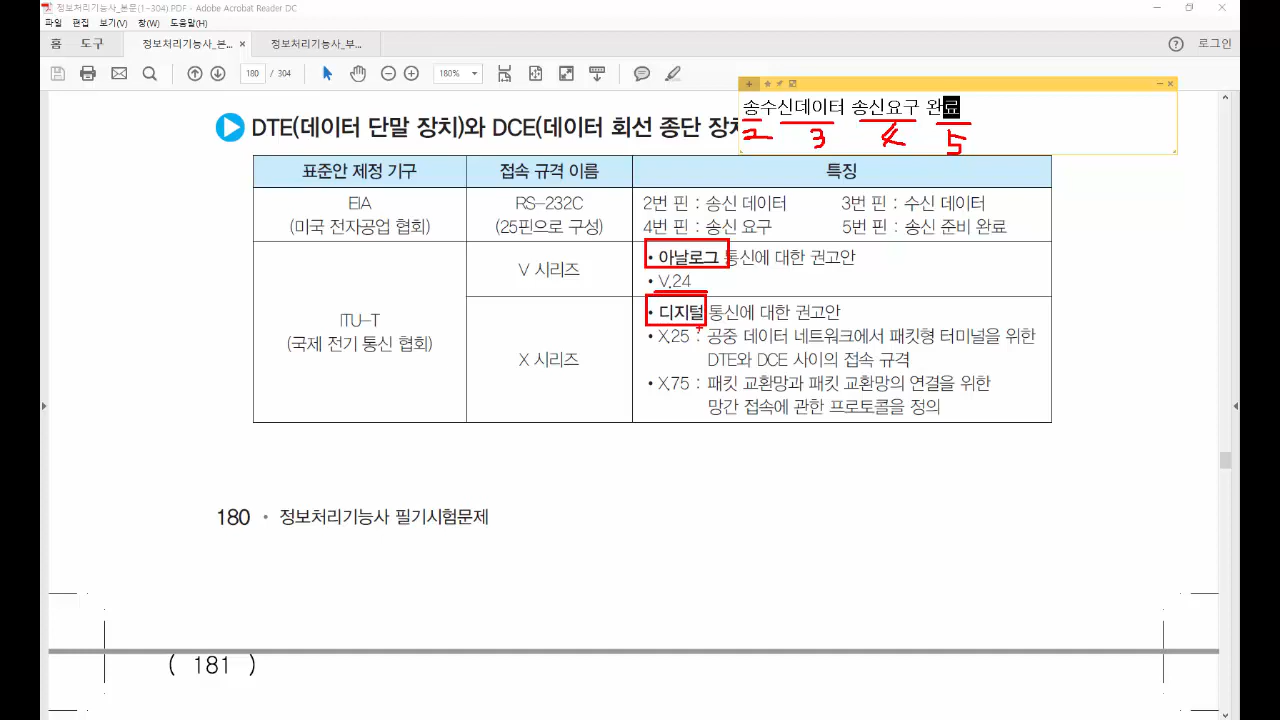 정보처리기능사_본문(1~304).PDF - Adobe Acrobat Reader DC
파일 편집 보기(V) 창(W) 도움말(H)
홈 도구 정보처리기능사_본... × 정보처리기능사_부... ? 로그인
180 / 304 180%
송수신데이터 송신요구 완료
2 3 4 5
DTE(데이터 단말 장치)와 DCE(데이터 회선 종단 장치
표준안 제정 기구 접속 규격 이름 특징
EIA
(미국 전자공업 협회)
RS-232C
(25핀으로 구성)
2번 핀 : 송신 데이터 3번 핀 : 수신 데이터
4번 핀 : 송신 요구 5번 핀 : 송신 준비 완료
ITU-T
(국제 전기 통신 협회)
V 시리즈
• 아날로그 통신에 대한 권고안
• V.24
X 시리즈
• 디지털 통신에 대한 권고안
• X.25 : 공중 데이터 네트워크에서 패킷형 터미널을 위한
DTE와 DCE 사이의 접속 규격
• X.75 : 패킷 교환망과 패킷 교환망의 연결을 위한
망간 접속에 관한 프로토콜을 정의
180 • 정보처리기능사 필기시험문제
( 181 )